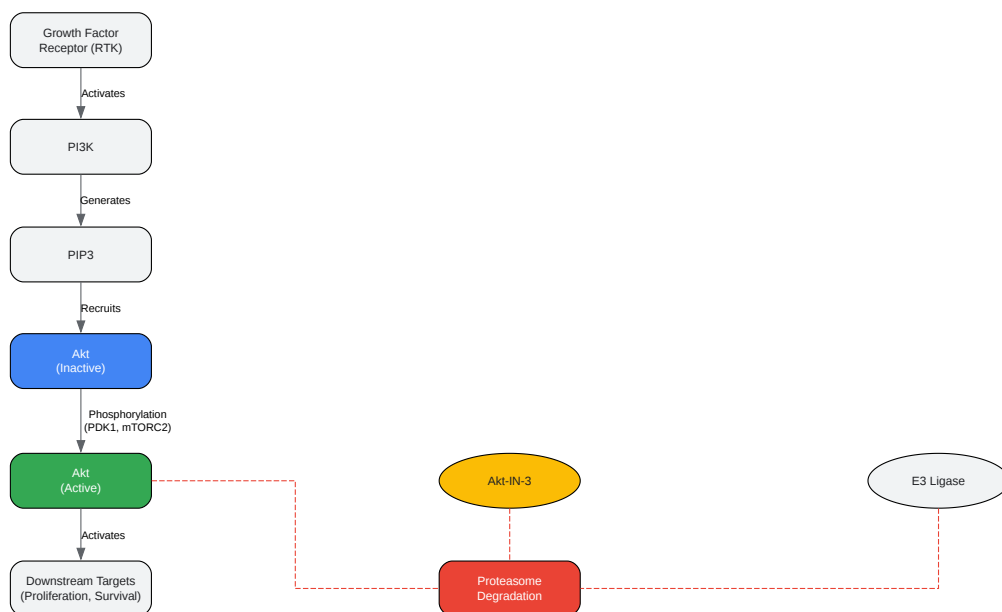 Growth Factor
Receptor (RTK)
Activates
PI3K
Generates
PIP3
Recruits
Akt
(Inactive)
Phosphorylation
(PDK1, mTORC2)
Akt
(Active)
Akt-IN-3
E3 Ligase
Activates
Downstream Targets
(Proliferation, Survival)
Proteasome
Degradation